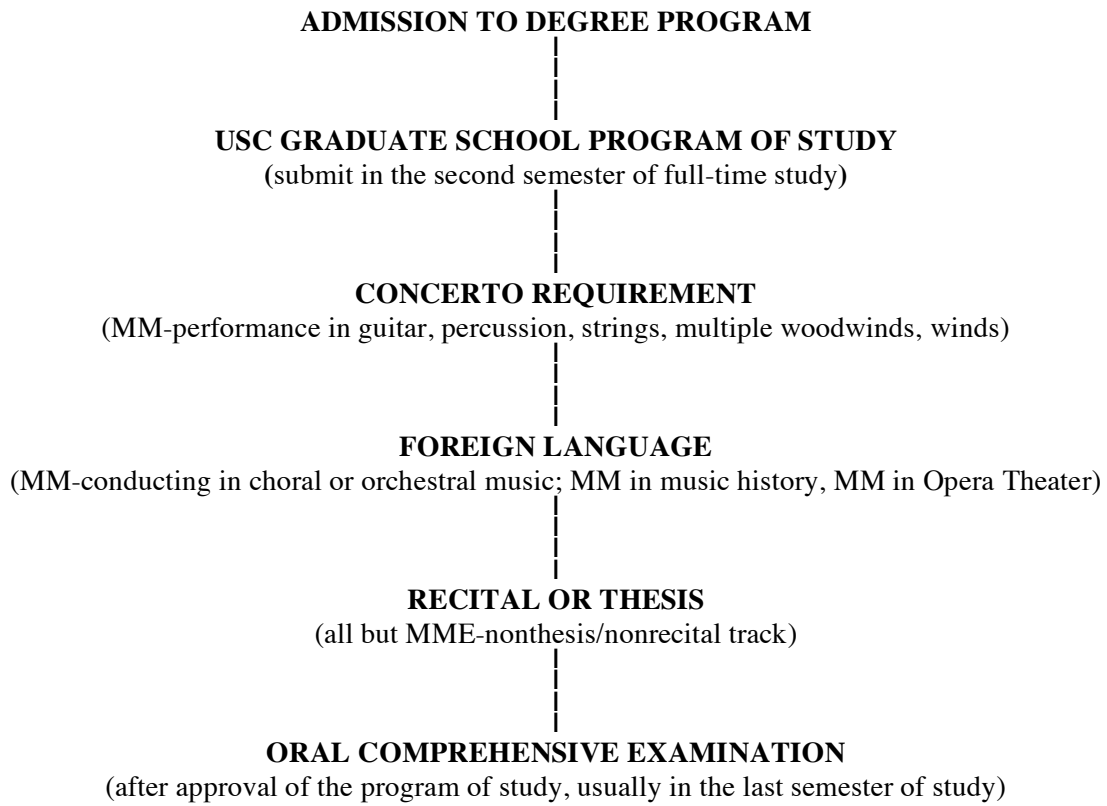 ADMISSION TO DEGREE PROGRAM
USC GRADUATE SCHOOL PROGRAM OF STUDY
(submit in the second semester of full-time study)
CONCERTO REQUIREMENT
(MM-performance in guitar, percussion, strings, multiple woodwinds, winds)
FOREIGN LANGUAGE
(MM-conducting in choral or orchestral music; MM in music history, MM in Opera Theater)
RECITAL OR THESIS
(all but MME-nonthesis/nonrecital track)
ORAL COMPREHENSIVE EXAMINATION
(after approval of the program of study, usually in the last semester of study)